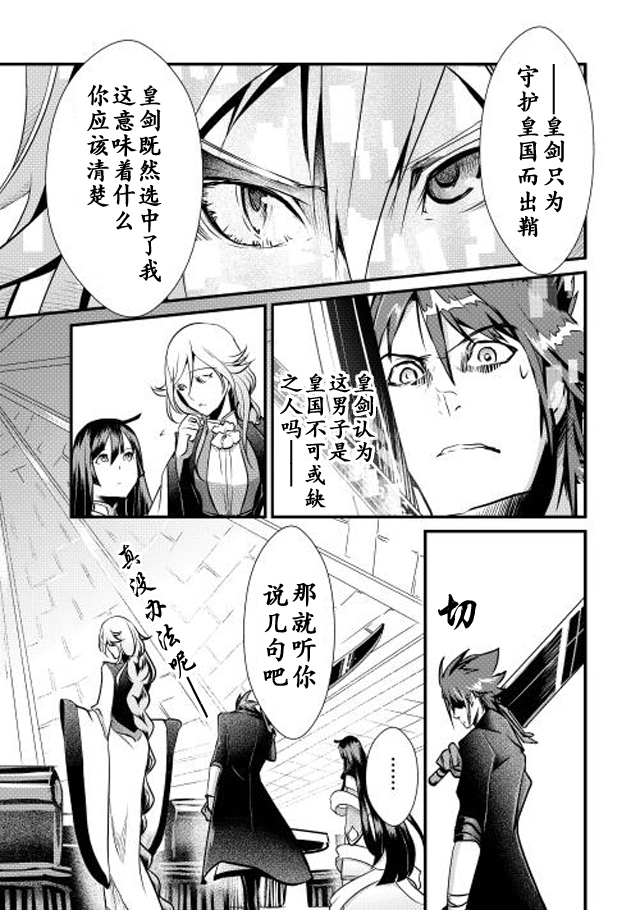 ——皇剑只为
守护皇国而出鞘
皇剑既然选中了我
这意味着什么
你应该清楚
皇剑认为
这男子是
皇国不可或缺
之人吗——
切
……
那就听你
说几句吧
真没办法呢——